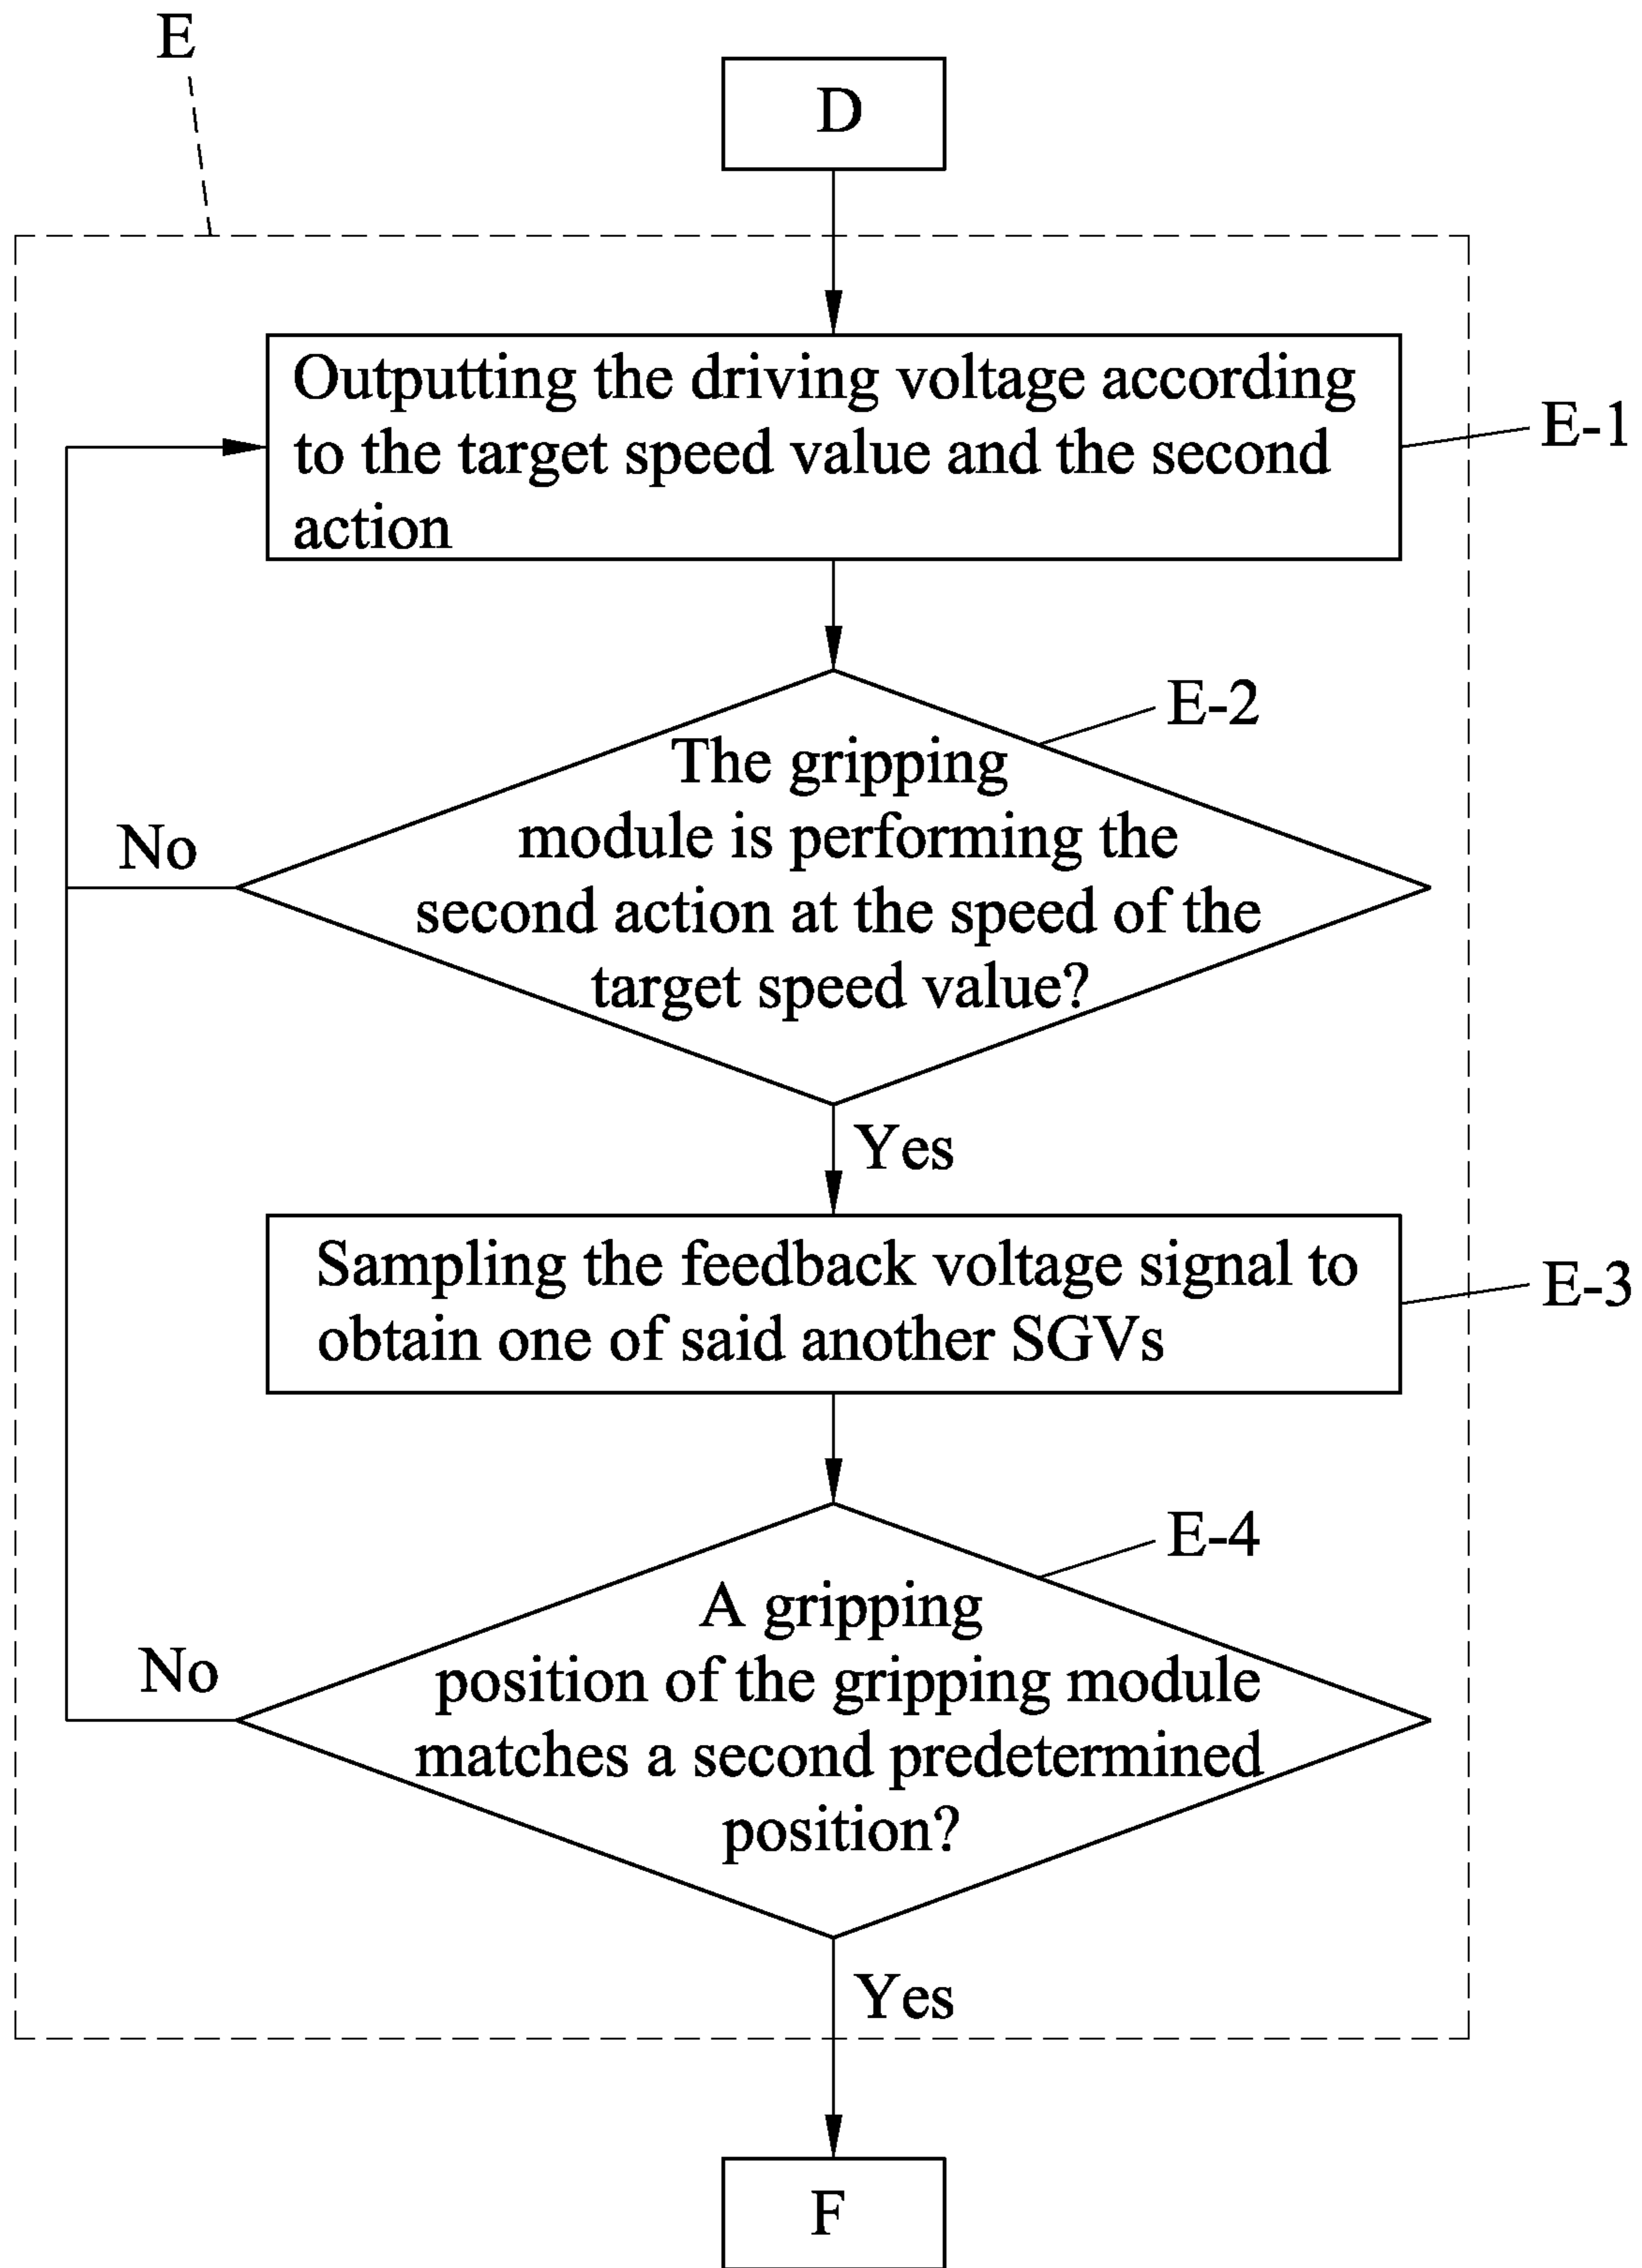 E
D
Outputting the driving voltage according
to the target speed value and the second
action
E-1
E-2
The gripping
module is performing the
second action at the speed of the
target speed value?
No
Yes
Sampling the feedback voltage signal to
obtain one of said another SGVs
E-3
E-4
A gripping
position of the gripping module
matches a second predetermined
position?
No
Yes
F